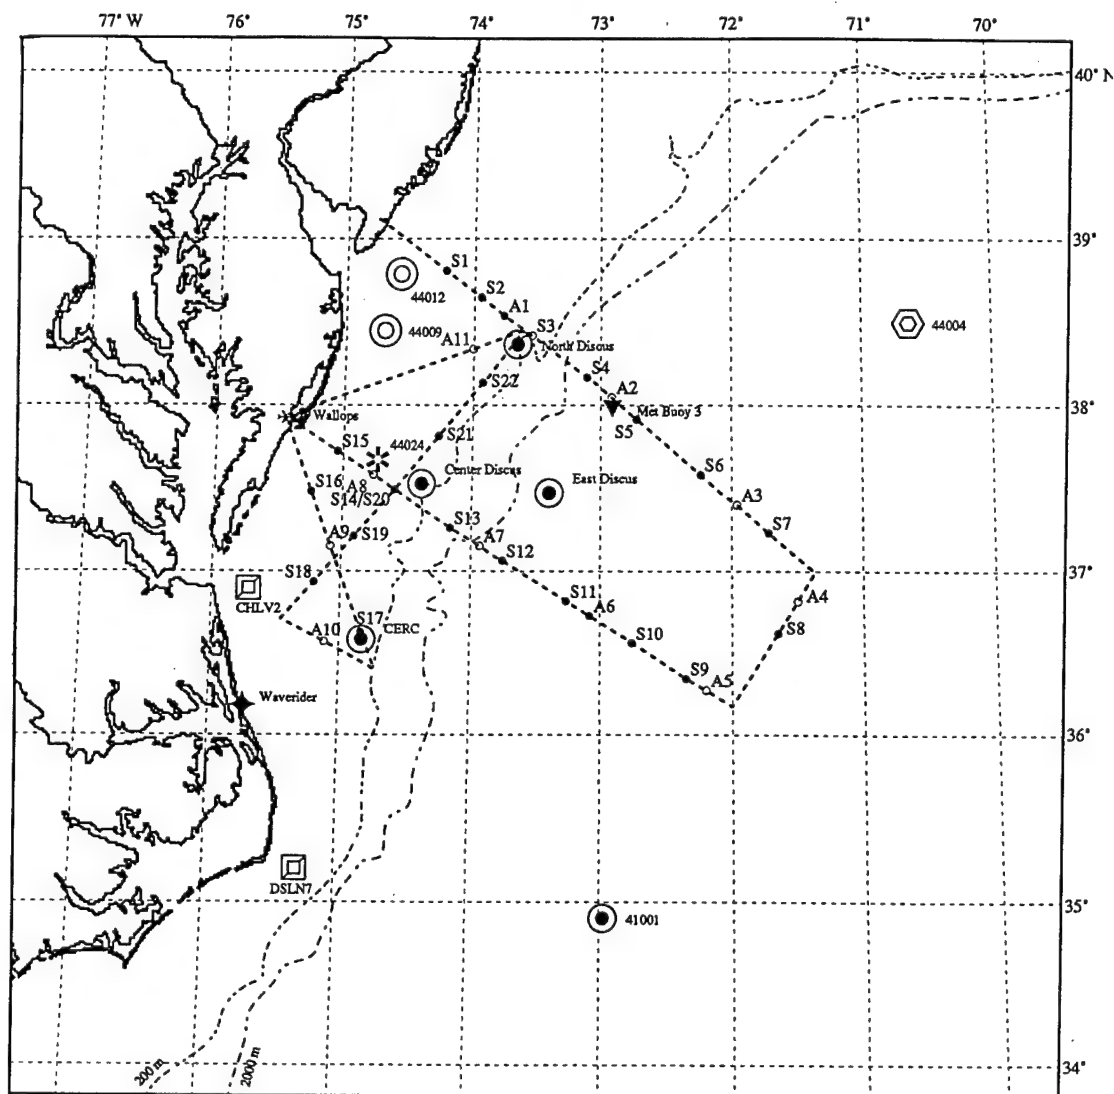 77° W 76° 75° 74° 73° 72° 71° 70°
40° N
39°
S1
44012
S2
A1
S3
44009
North Discus
44004
A11
S4
S22
A2
38°
Met Buoy 3
Wallops
S5
S15
44024
S21
S6
Center Discus
East Discus
S16
A8
S14/S20
A3
S13
S7
A9
S19
A7
S12
37°
S18
CHLV2
S11
A6
A4
S17
CERC
A10
S10
S8
S9
A5
Waverider
36°
DSLN7
35°
41001
34°
200 m
2000 m